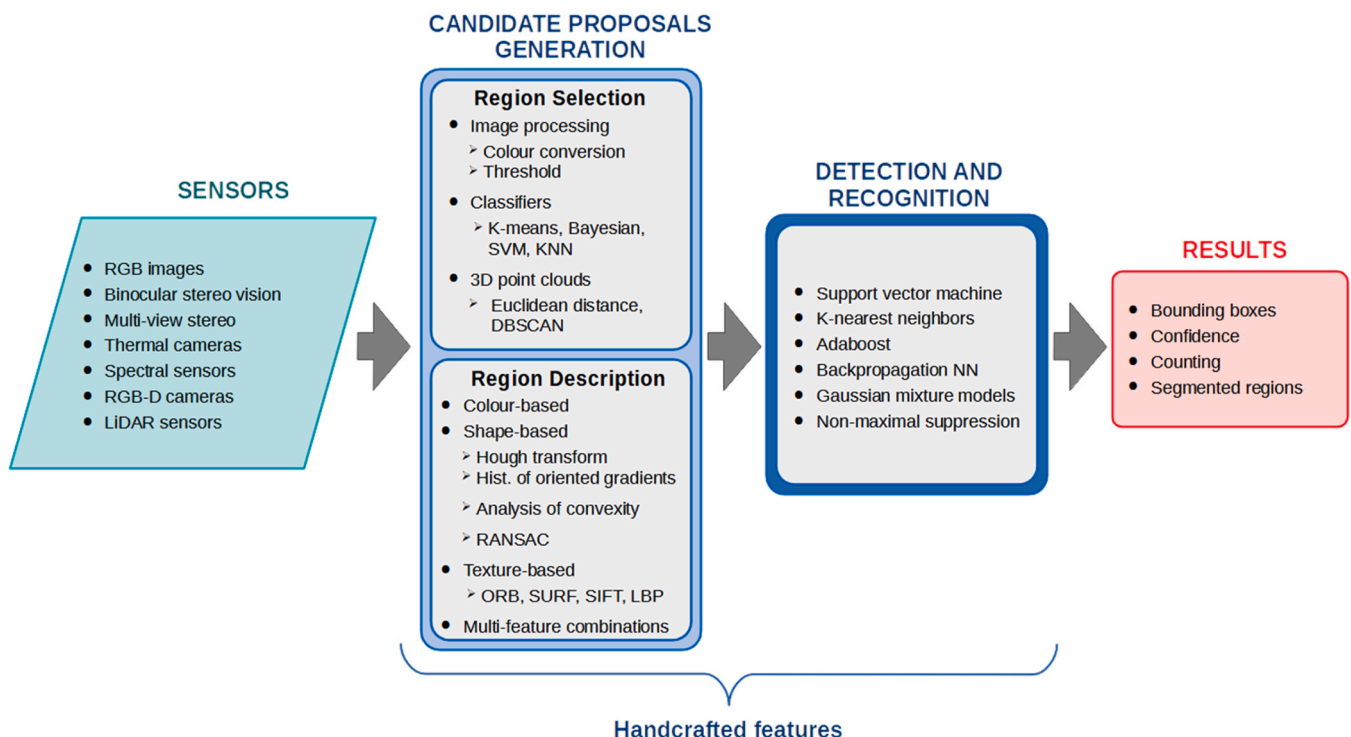 SENSORS
RGB images
Binocular stereo vision
Multi-view stereo
Thermal cameras
Spectral sensors
RGB-D cameras
LiDAR sensors
CANDIDATE PROPOSALS
GENERATION
Region Selection
Image processing
Colour conversion
Threshold
Classifiers
K-means, Bayesian,
SVM, KNN
3D point clouds
Euclidean distance,
DBSCAN
Region Description
Colour-based
Shape-based
Hough transform
Hist. of oriented gradients
Analysis of convexity
RANSAC
Texture-based
ORB, SURF, SIFT, LBP
Multi-feature combinations
DETECTION AND
RECOGNITION
Support vector machine
K-nearest neighbors
Adaboost
Backpropagation NN
Gaussian mixture models
Non-maximal suppression
RESULTS
Bounding boxes
Confidence
Counting
Segmented regions
Handcrafted features